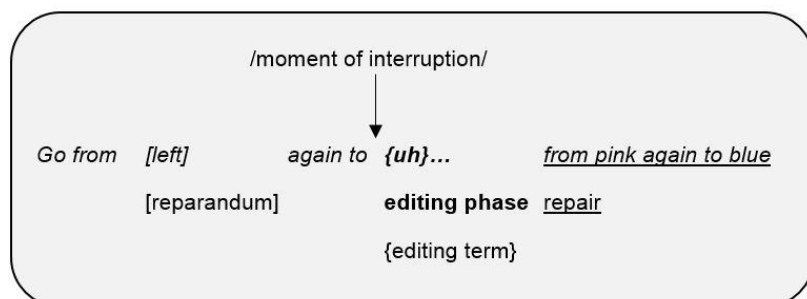 /moment of interruption/
Go from [left] again to {uh}… from pink again to blue
[reparandum] editing phase repair
{editing term}